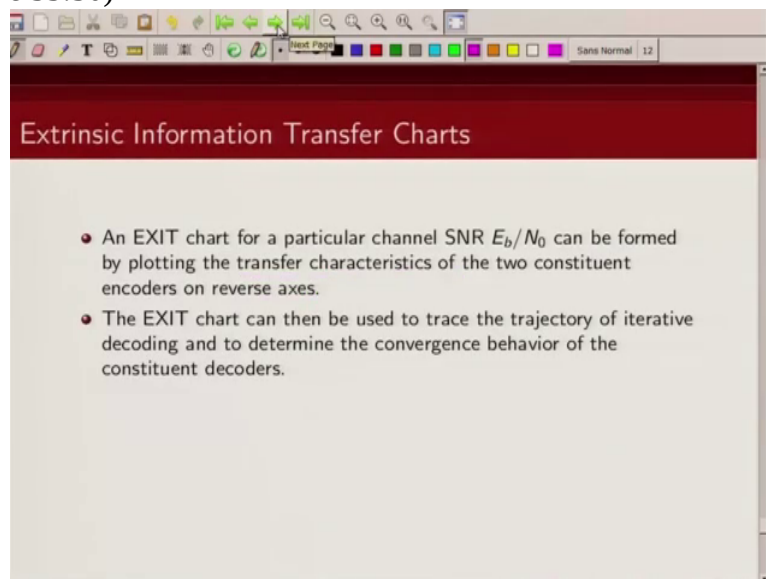 Next Page
Sans Normal 12
Extrinsic Information Transfer Charts
An EXIT chart for a particular channel SNR E_b/N_0 can be formed
by plotting the transfer characteristics of the two constituent
encoders on reverse axes.
The EXIT chart can then be used to trace the trajectory of iterative
decoding and to determine the convergence behavior of the
constituent decoders.